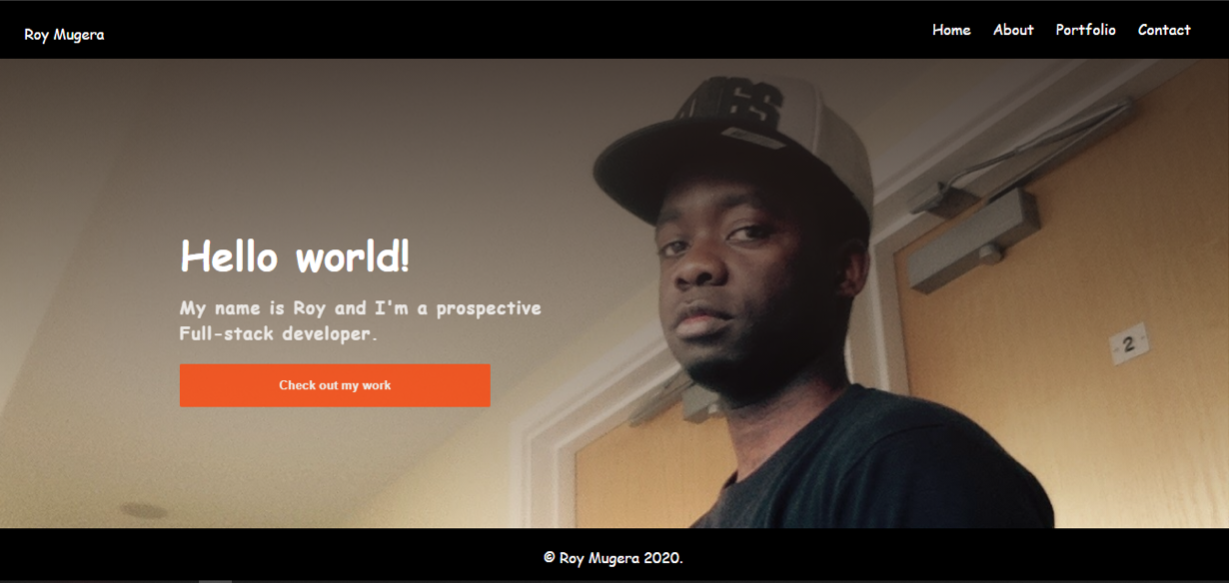 Roy Mugera
Home About Portfolio Contact
Hello world!
My name is Roy and I'm a prospective
Full-stack developer.
Check out my work
2
© Roy Mugera 2020.